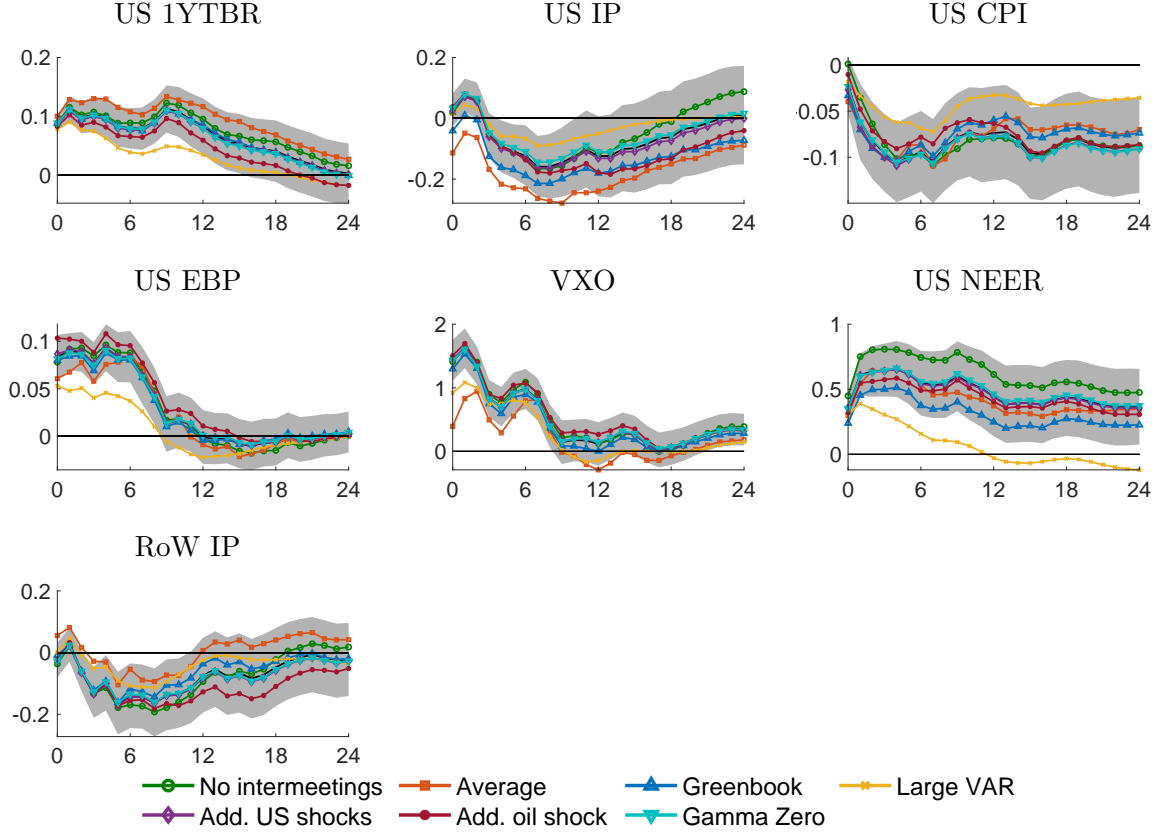 US 1YTBR US IP US CPI
0.2 0.2 0
0.1 0 -0.05
0 -0.2 -0.1
0 6 12 18 24 0 6 12 18 24 0 6 12 18 24
US EBP VXO US NEER
0.1 2 1
0.05 1 0.5
0 0 0
0 6 12 18 24 0 6 12 18 24 0 6 12 18 24
RoW IP
0.2
0
-0.2
0 6 12 18 24
No intermeetings Average Greenbook Large VAR
Add. US shocks Add. oil shock Gamma Zero